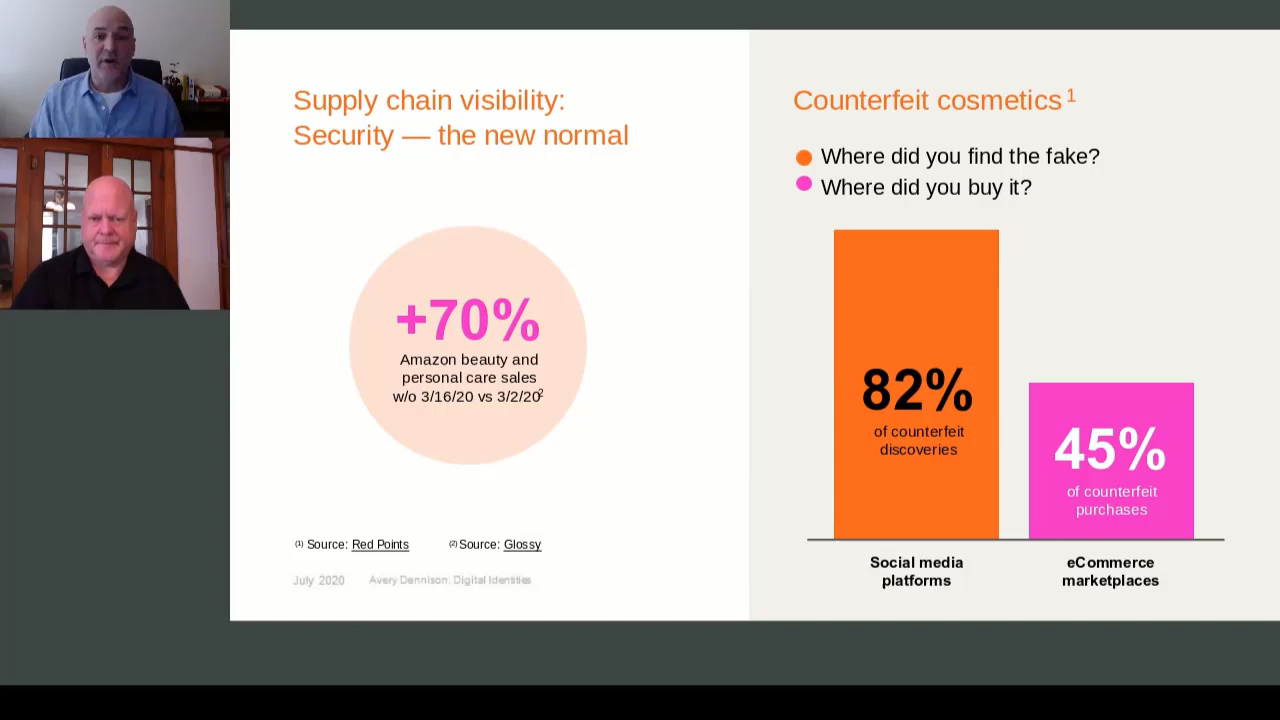 Supply chain visibility:
Security — the new normal
+70%
Amazon beauty and
personal care sales
w/o 3/16/20 vs 3/2/20²
(1) Source: Red Points
(2) Source: Glossy
July 2020
Avery Dennison: Digital Identities
Counterfeit cosmetics ¹
Where did you find the fake?
Where did you buy it?
82%
of counterfeit
discoveries
45%
of counterfeit
purchases
Social media
platforms
eCommerce
marketplaces